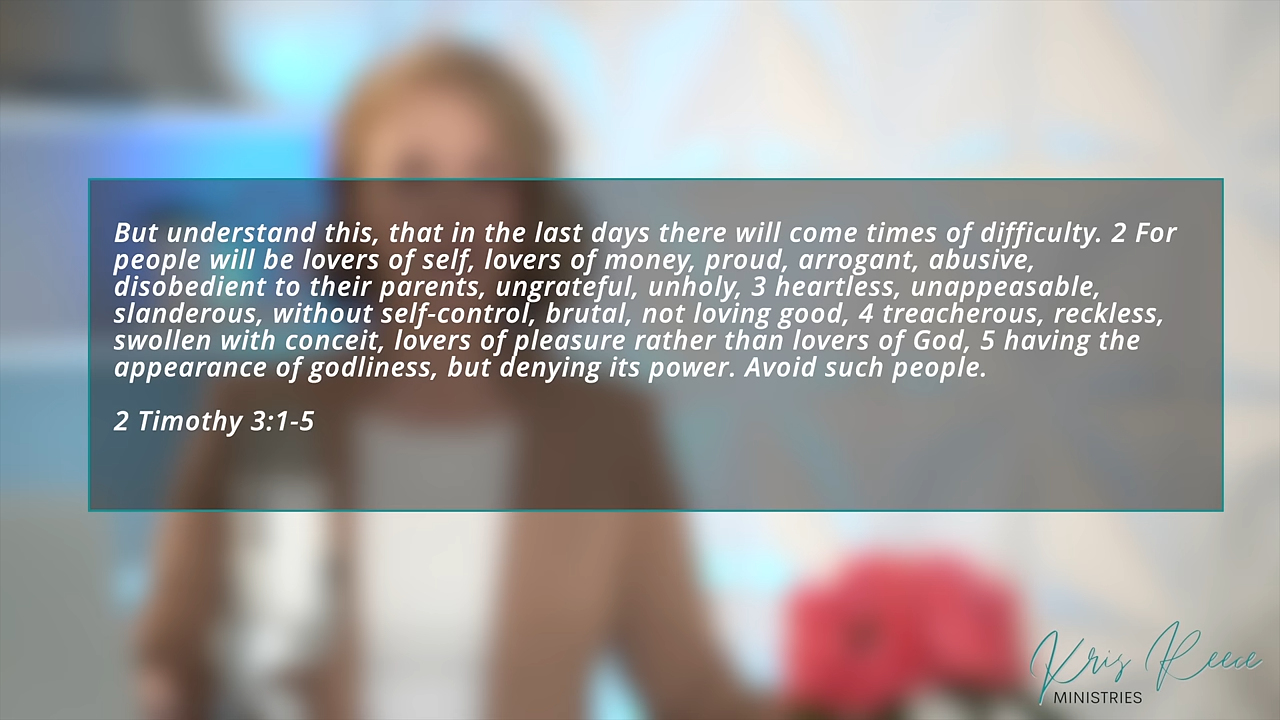 But understand this, that in the last days there will come times of difficulty. 2 For
people will be lovers of self, lovers of money, proud, arrogant, abusive,
disobedient to their parents, ungrateful, unholy, 3 heartless, unappeasable,
slanderous, without self-control, brutal, not loving good, 4 treacherous, reckless,
swollen with conceit, lovers of pleasure rather than lovers of God, 5 having the
appearance of godliness, but denying its power. Avoid such people.
2 Timothy 3:1-5
Kris Reece
MINISTRIES